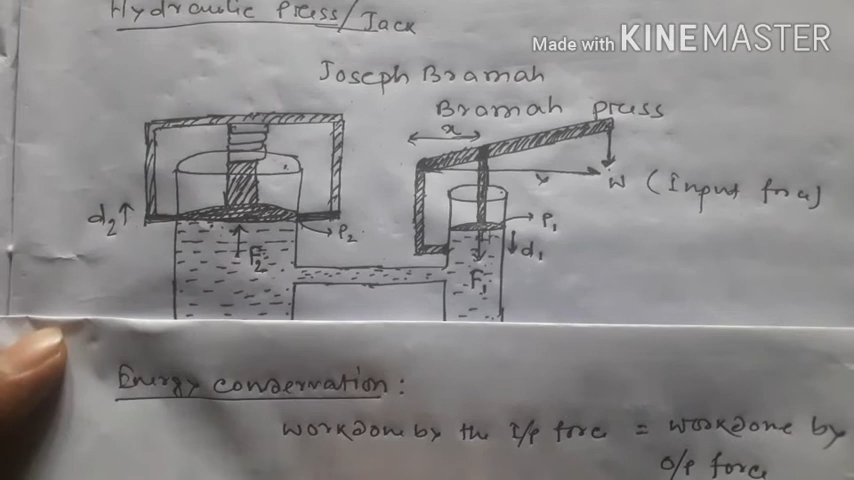 Hydraulic Press/Jack
Made with KINEMASTER
Joseph Bramah
Bramah press
x
y
W (Input force)
d2
P2
F2
P1
d1
F1
Energy conservation:
workdone by the I/p force = workdone by
O/p force